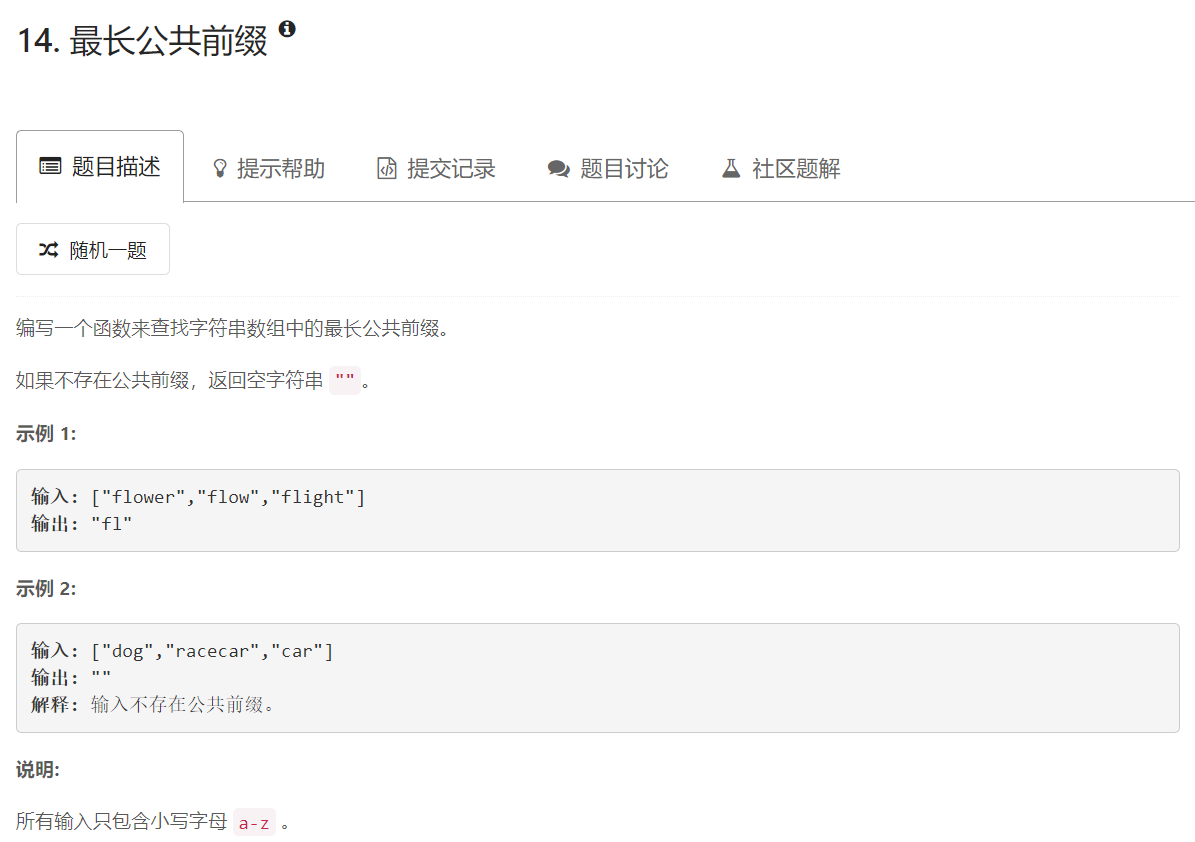 14. 最长公共前缀
题目描述
提示帮助
提交记录
题目讨论
社区题解
随机一题
编写一个函数来查找字符串数组中的最长公共前缀。
如果不存在公共前缀，返回空字符串 ""。
示例 1:
输入: ["flower","flow","flight"]
输出: "fl"
示例 2:
输入: ["dog","racecar","car"]
输出: ""
解释: 输入不存在公共前缀。
说明:
所有输入只包含小写字母 a-z 。